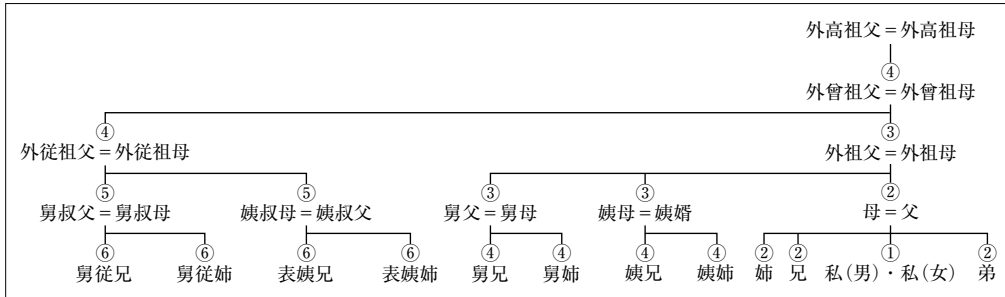 外高祖父＝外高祖母
④
外曾祖父＝外曾祖母
④ ③
外従祖父＝外従祖母 外祖父＝外祖母
⑤ ⑤ ③ ③ ②
舅叔父＝舅叔母 姨叔母＝姨叔父 舅父＝舅母 姨母＝姨婿 母＝父
⑥ ⑥ ⑥ ⑥ ④ ④ ④ ④ ② ② ① ②
舅従兄 舅従姉 表姨兄 表姨姉 舅兄 舅姉 姨兄 姨姉 姉 兄 私（男）・私（女） 弟